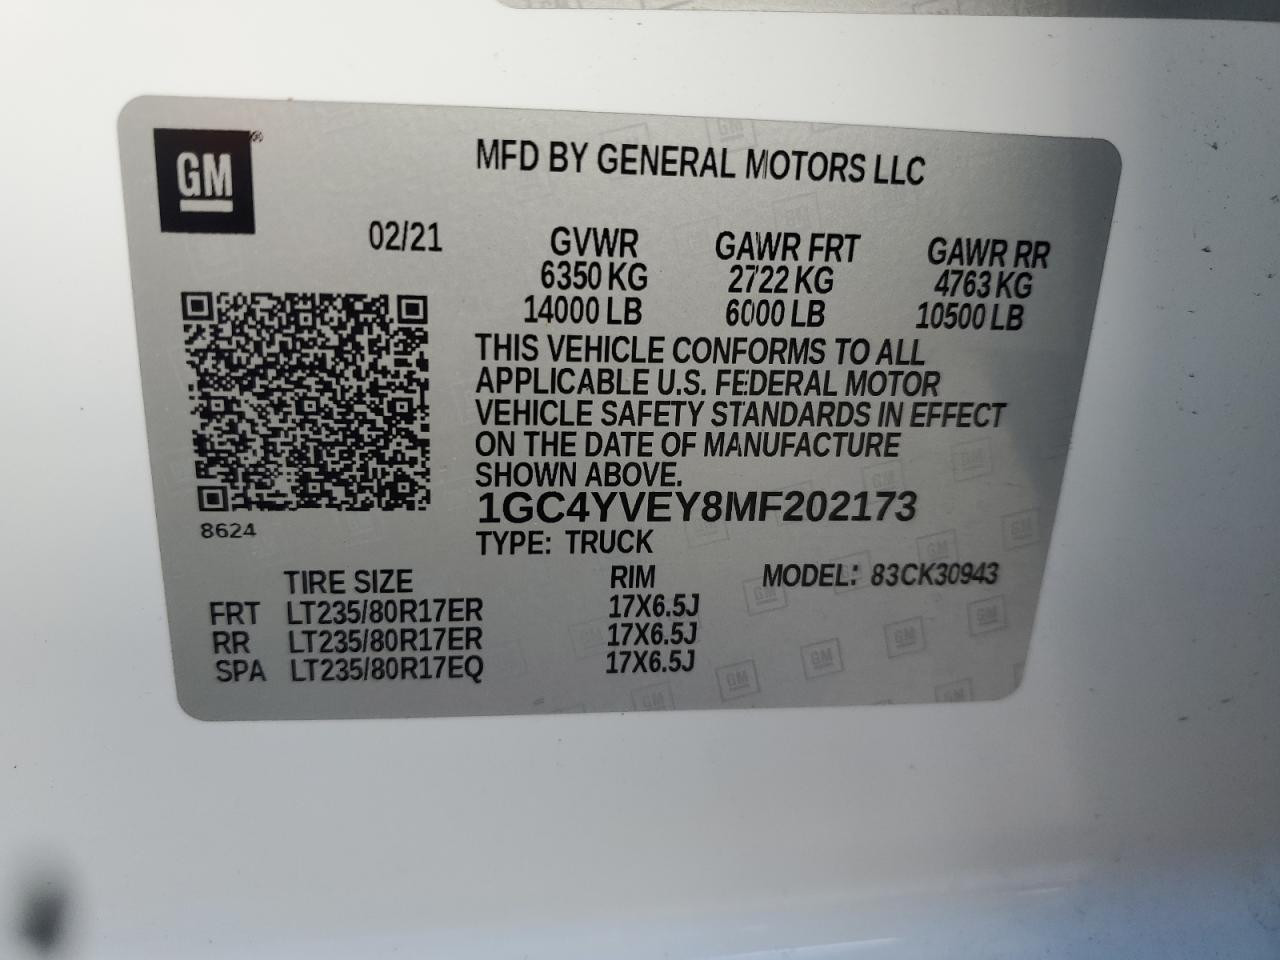 GM®
MFD BY GENERAL MOTORS LLC
02/21
GVWR GAWR FRT GAWR RR
6350 KG 2722 KG 4763 KG
14000 LB 6000 LB 10500 LB
THIS VEHICLE CONFORMS TO ALL
APPLICABLE U.S. FEDERAL MOTOR
VEHICLE SAFETY STANDARDS IN EFFECT
ON THE DATE OF MANUFACTURE
SHOWN ABOVE.
1GC4YVEY8MF202173
8624
TYPE: TRUCK
TIRE SIZE RIM MODEL: 83CK30943
FRT LT235/80R17ER 17X6.5J
RR LT235/80R17ER 17X6.5J
SPA LT235/80R17EQ 17X6.5J